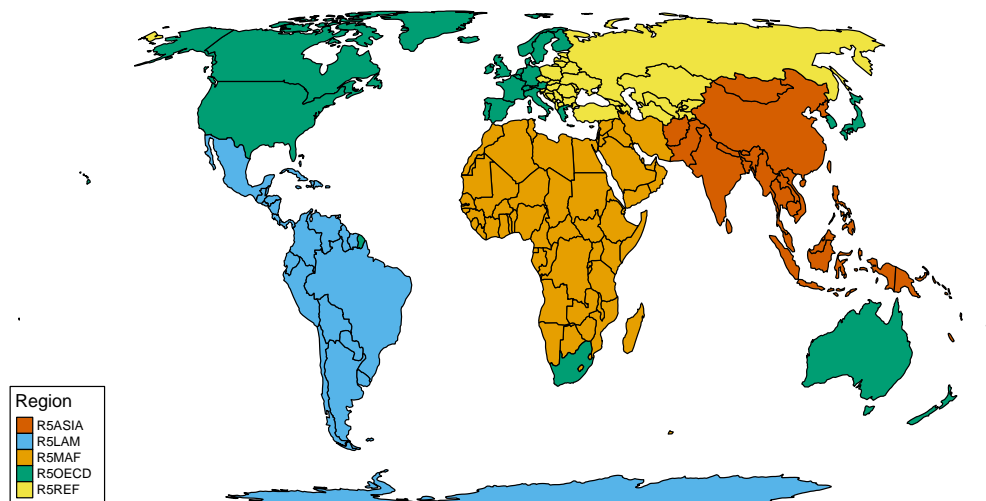 Region
R5ASIA
R5LAM
R5MAF
R5OECD
R5REF